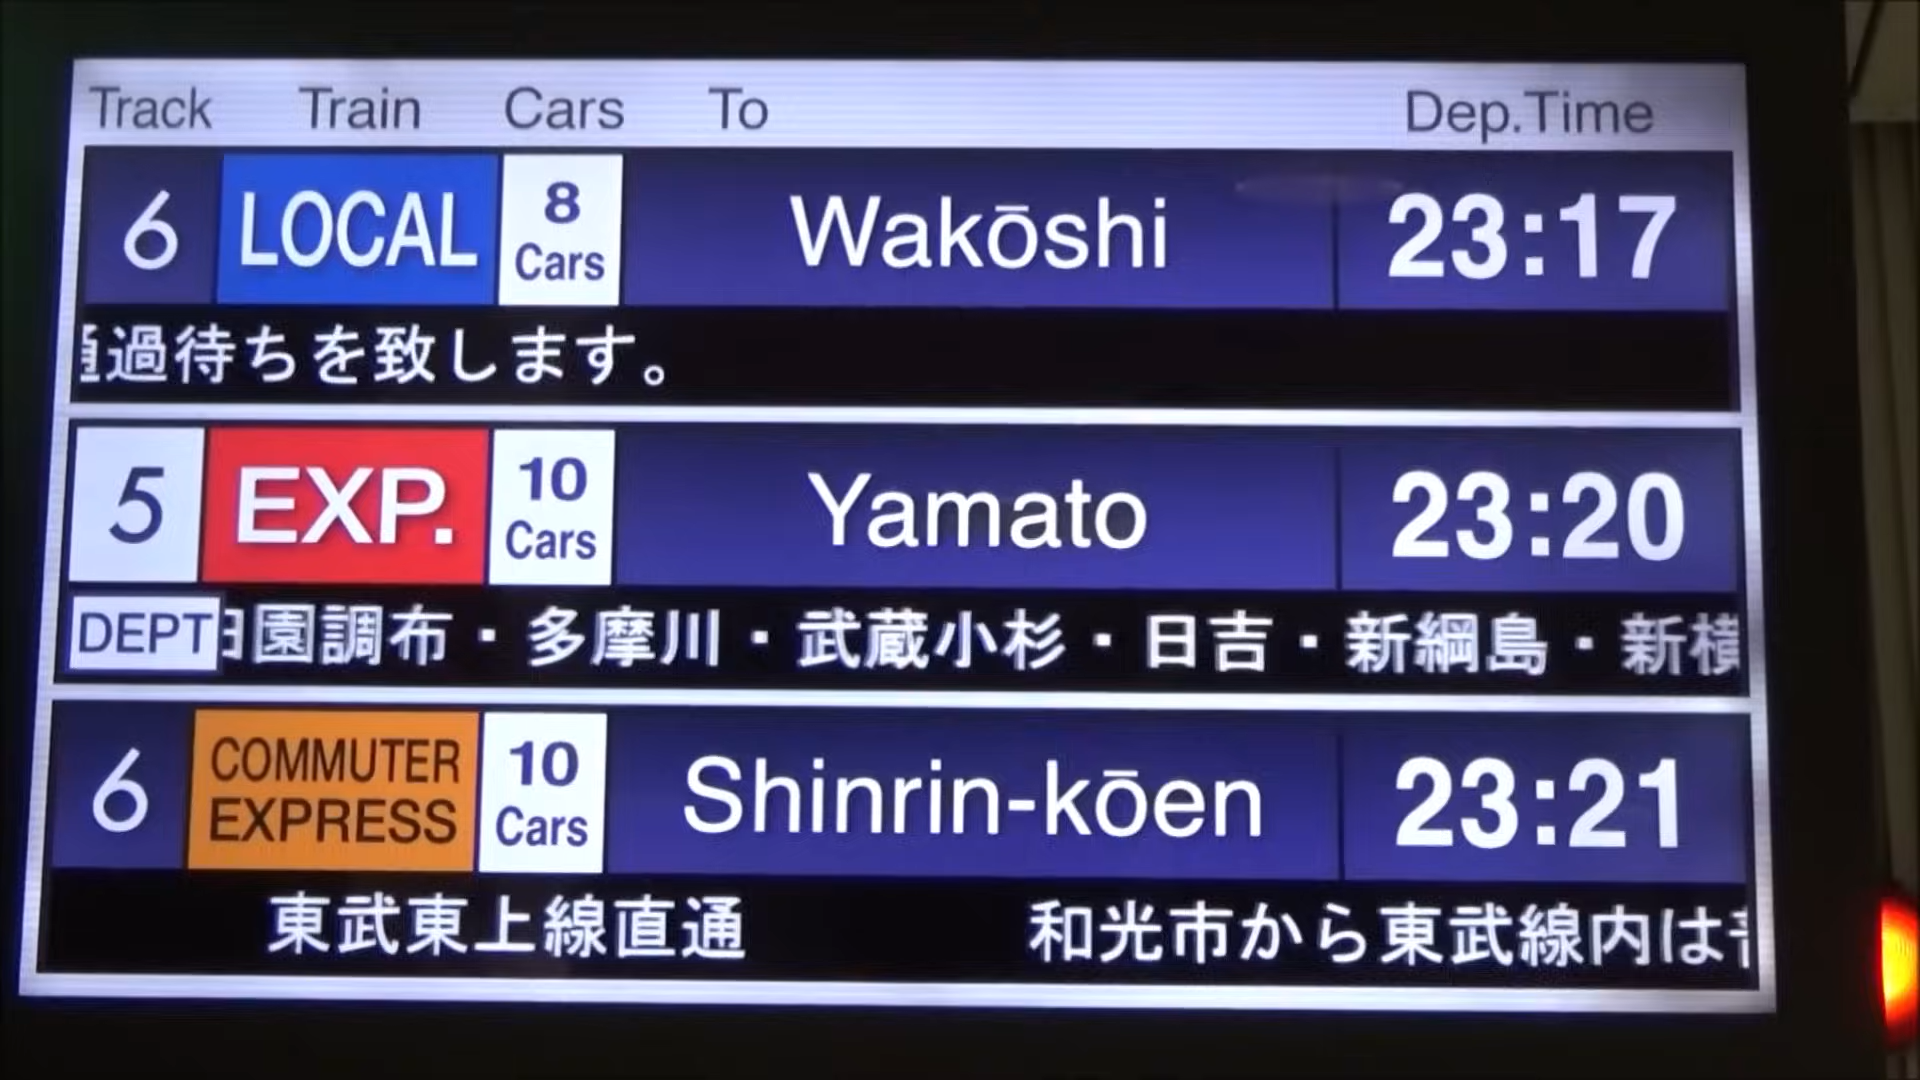 Track Train Cars To Dep.Time
6 LOCAL 8 Cars Wakōshi 23:17
通過待ちを致します。
5 EXP. 10 Cars Yamato 23:20
DEPT 田園調布・多摩川・武蔵小杉・日吉・新綱島・新横
6 COMMUTER EXPRESS 10 Cars Shinrin-kōen 23:21
東武東上線直通 和光市から東武線内は